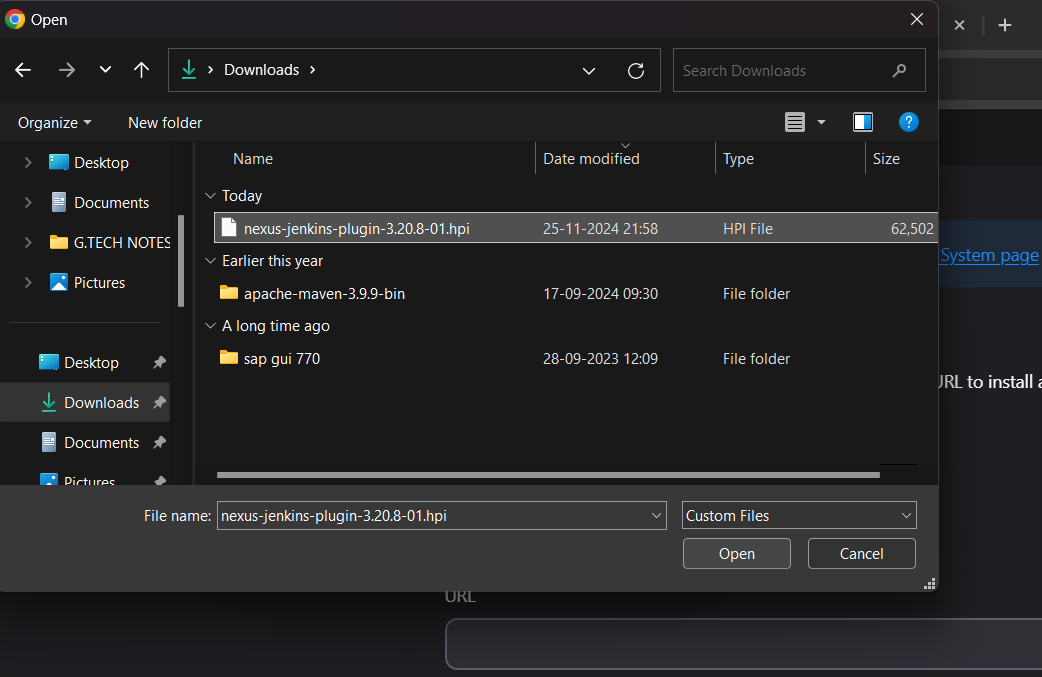 Open
Downloads
Search Downloads
Organize
New folder
Name
Date modified
Type
Size
Desktop
Documents
G.TECH NOTES
Pictures
Today
nexus-jenkins-plugin-3.20.8-01.hpi 25-11-2024 21:58 HPI File 62,502
Earlier this year
apache-maven-3.9.9-bin 17-09-2024 09:30 File folder
A long time ago
sap gui 770 28-09-2023 12:09 File folder
Desktop
Downloads
Documents
Pictures
System page
URL to install a
File name: nexus-jenkins-plugin-3.20.8-01.hpi
Custom Files
Open
Cancel
URL